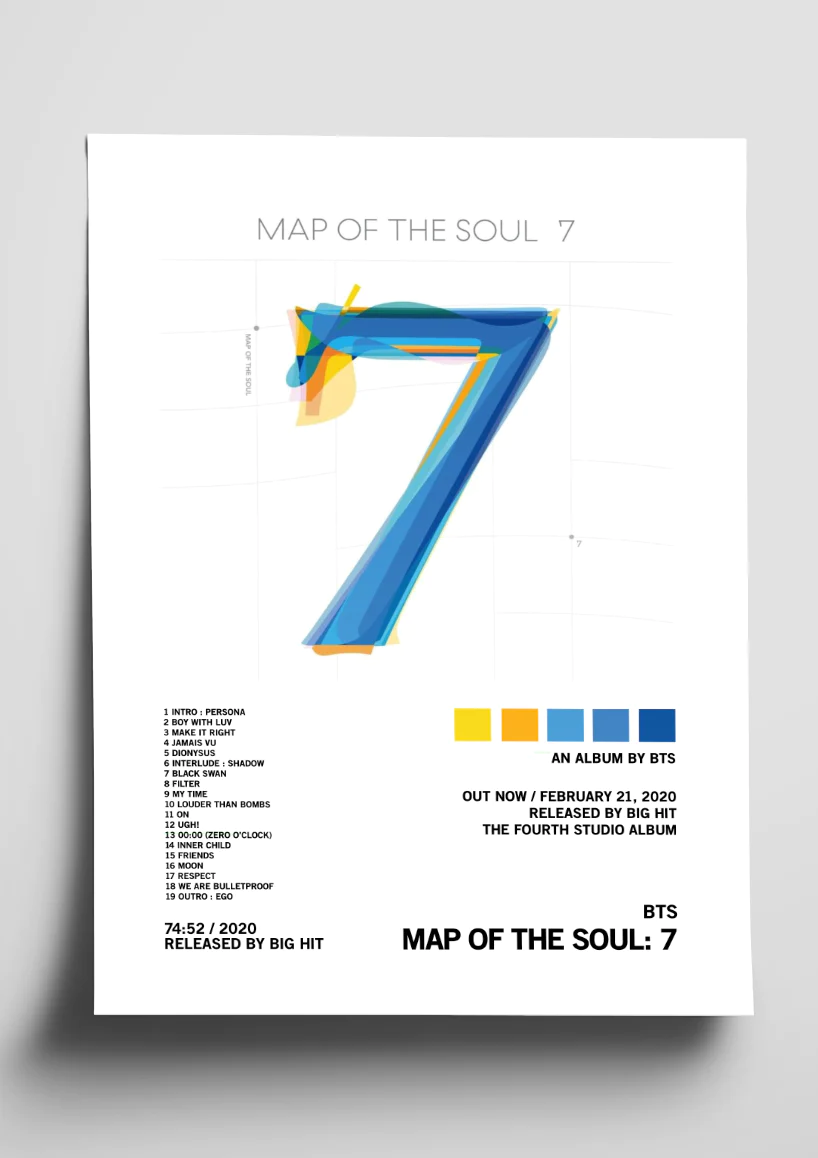 MAP OF THE SOUL 7
MAP OF THE SOUL
7
1 INTRO : PERSONA
2 BOY WITH LUV
3 MAKE IT RIGHT
4 JAMAIS VU
5 DIONYSUS
6 INTERLUDE : SHADOW
7 BLACK SWAN
8 FILTER
9 MY TIME
10 LOUDER THAN BOMBS
11 ON
12 UGH!
13 00:00 (ZERO O'CLOCK)
14 INNER CHILD
15 FRIENDS
16 MOON
17 RESPECT
18 WE ARE BULLETPROOF
19 OUTRO : EGO
74:52 / 2020
RELEASED BY BIG HIT
AN ALBUM BY BTS
OUT NOW / FEBRUARY 21, 2020
RELEASED BY BIG HIT
THE FOURTH STUDIO ALBUM
BTS
MAP OF THE SOUL: 7